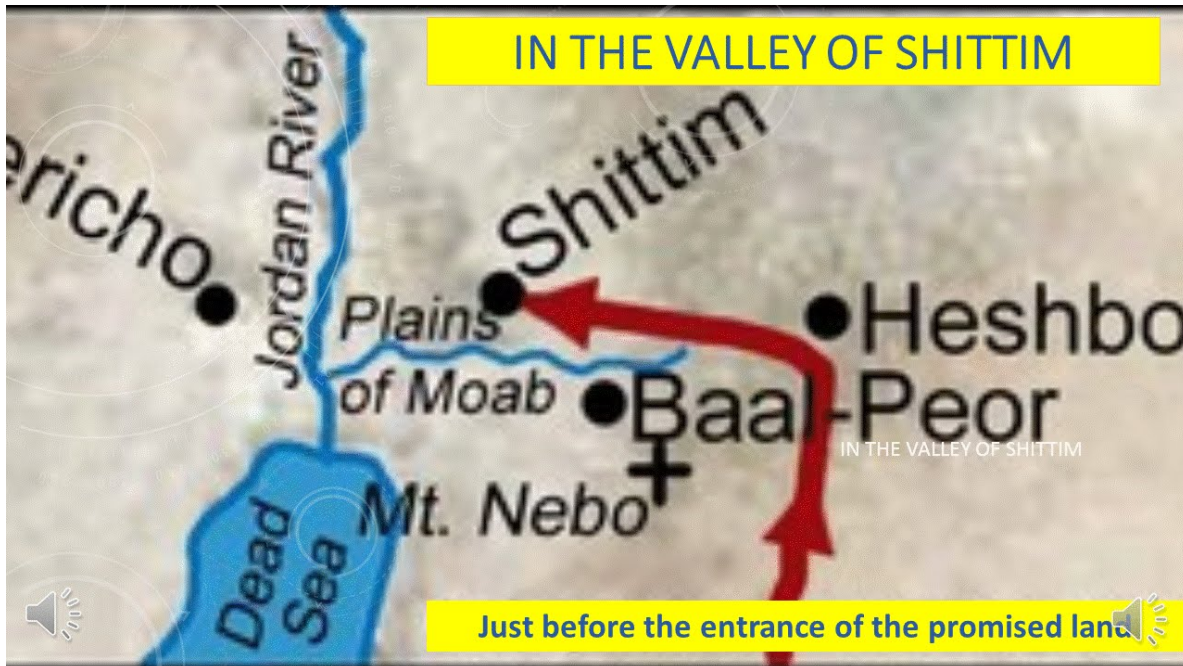 IN THE VALLEY OF SHITTIM
Jordan River
Shittim
ericho
Plains
of Moab
Heshbo
Baal-Peor
IN THE VALLEY OF SHITTIM
Mt. Nebo
Dead
Sea
Just before the entrance of the promised land